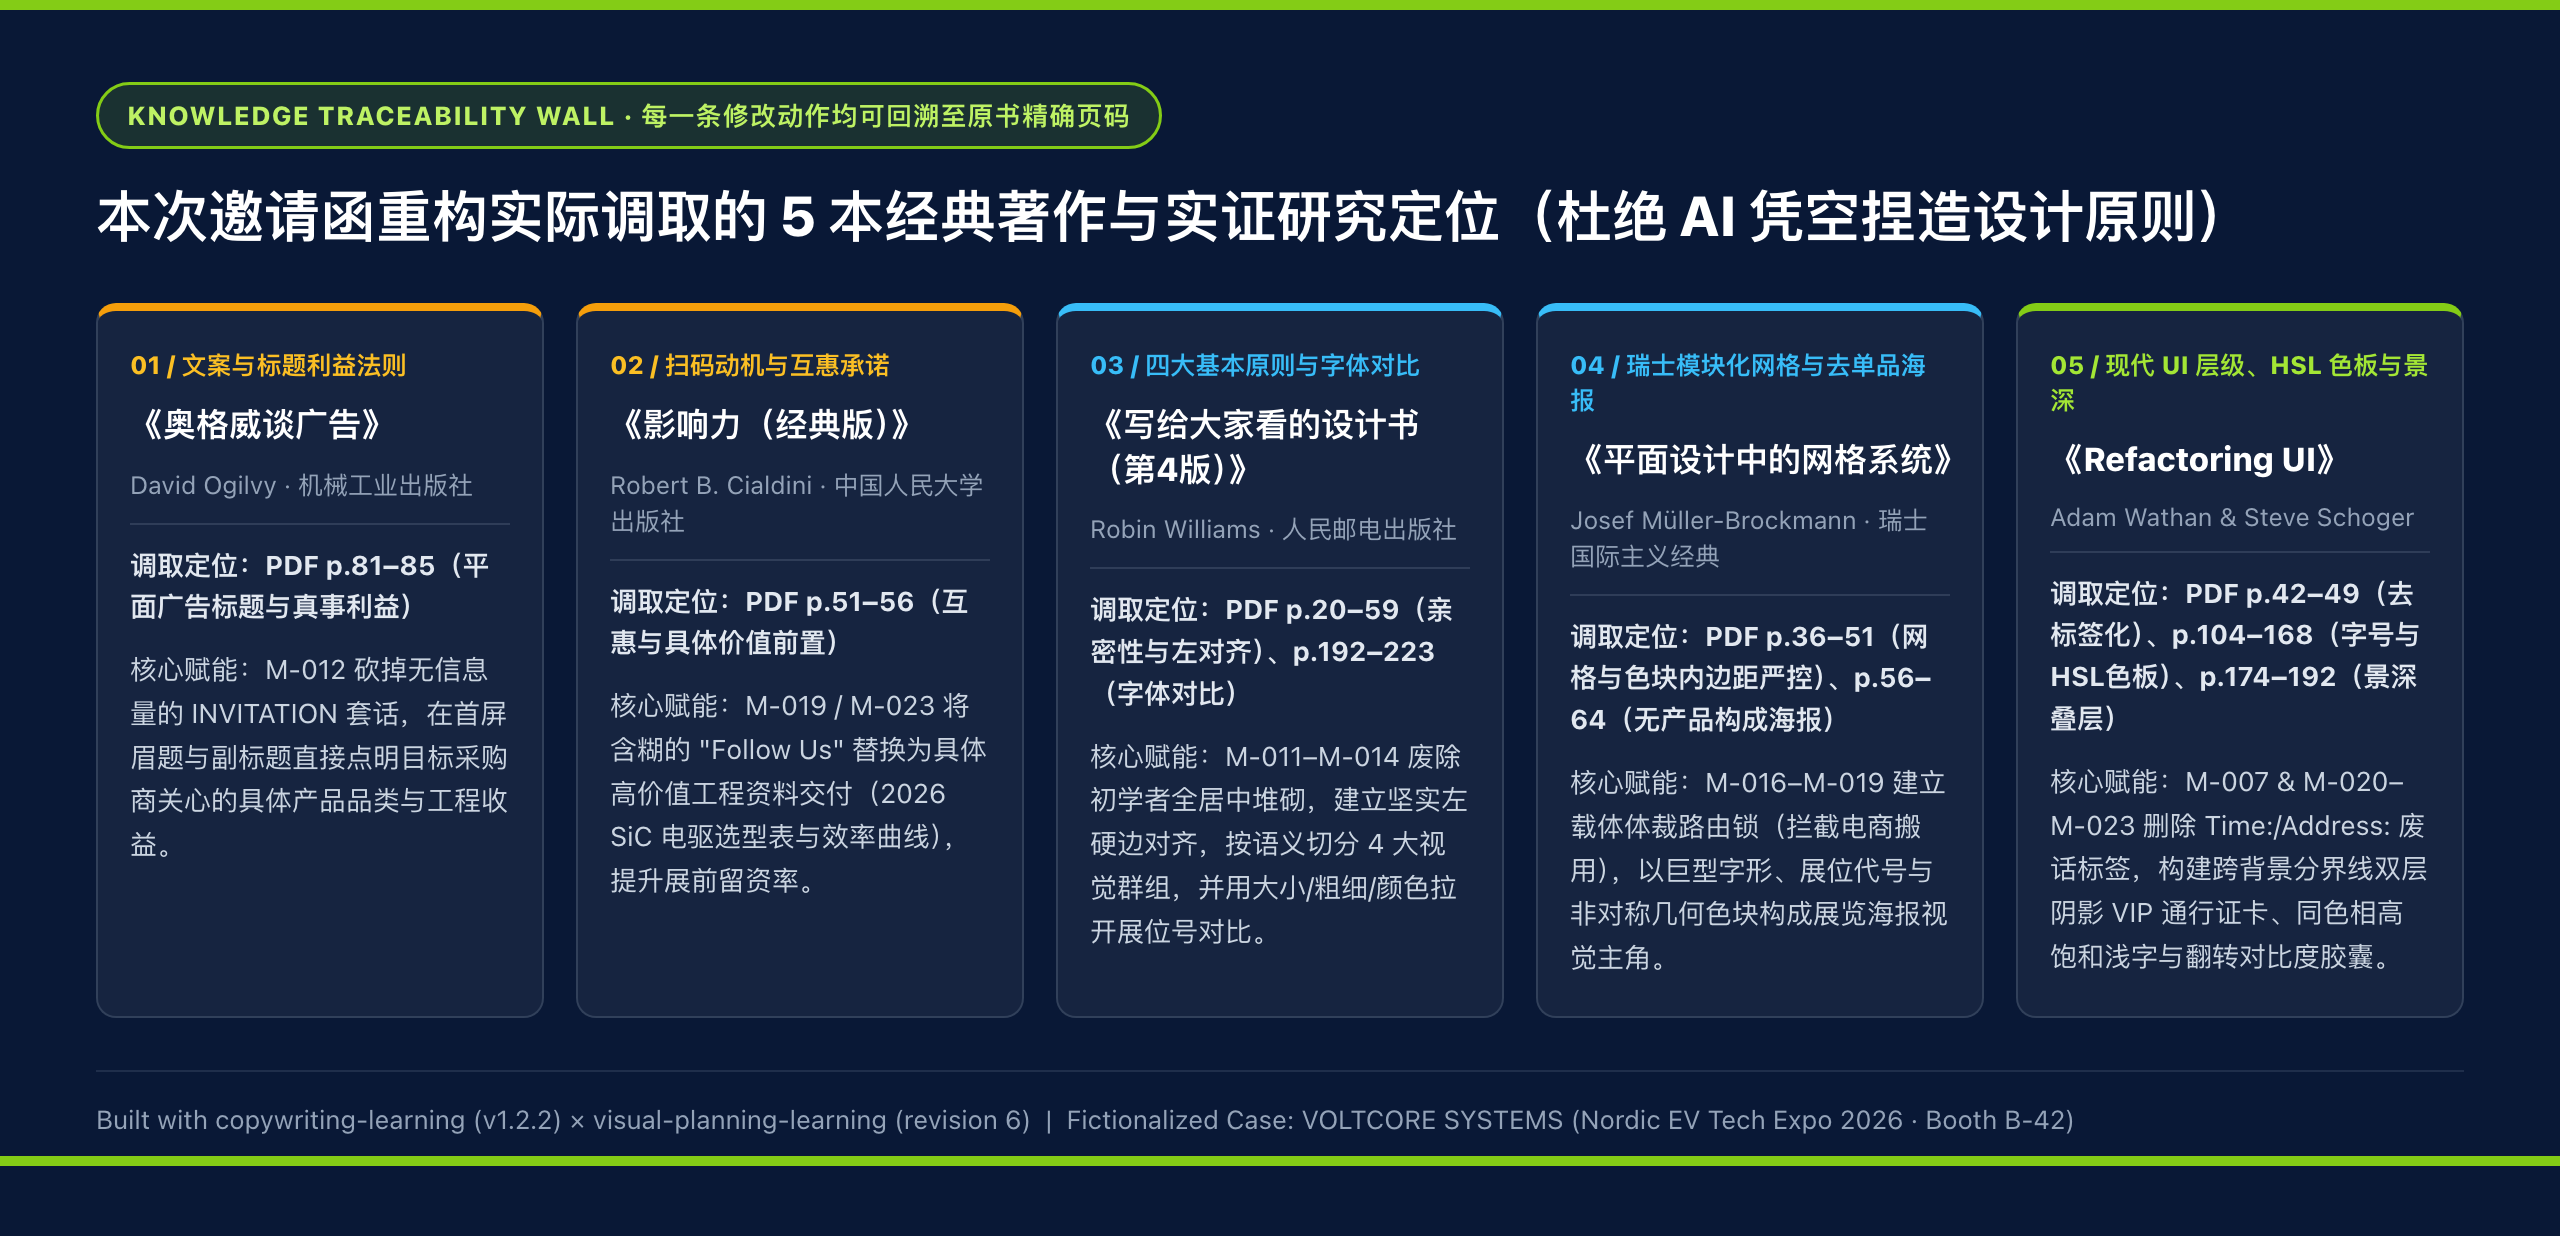 KNOWLEDGE TRACEABILITY WALL · 每一条修改动作均可回溯至原书精确页码
本次邀请函重构实际调取的 5 本经典著作与实证研究定位（杜绝 AI 凭空捏造设计原则）
01 / 文案与标题利益法则
《奥格威谈广告》
David Ogilvy · 机械工业出版社
调取定位：PDF p.81–85（平
面广告标题与真事利益）
核心赋能：M-012 砍掉无信息
量的 INVITATION 套话，在首屏
眉题与副标题直接点明目标采购
商关心的具体产品品类与工程收
益。
02 / 扫码动机与互惠承诺
《影响力（经典版）》
Robert B. Cialdini · 中国人民大学
出版社
调取定位：PDF p.51–56（互
惠与具体价值前置）
核心赋能：M-019 / M-023 将
含糊的 "Follow Us" 替换为具体
高价值工程资料交付（2026
SiC 电驱选型表与效率曲线），
提升展前留资率。
03 / 四大基本原则与字体对比
《写给大家看的设计书
（第4版）》
Robin Williams · 人民邮电出版社
调取定位：PDF p.20–59（亲
密性与左对齐）、p.192–223
（字体对比）
核心赋能：M-011–M-014 废除
初学者全居中堆砌，建立坚实左
硬边对齐，按语义切分 4 大视
觉群组，并用大小/粗细/颜色拉
开展位号对比。
04 / 瑞士模块化网格与去单品海
报
《平面设计中的网格系统》
Josef Müller-Brockmann · 瑞士
国际主义经典
调取定位：PDF p.36–51（网
格与色块内边距严控）、p.56–
64（无产品构成海报）
核心赋能：M-016–M-019 建立
载体体裁路由锁（拦截电商搬
用），以巨型字形、展位代号与
非对称几何色块构成展览海报视
觉主角。
05 / 现代 UI 层级、HSL 色板与景
深
《Refactoring UI》
Adam Wathan & Steve Schoger
调取定位：PDF p.42–49（去
标签化）、p.104–168（字号与
HSL色板）、p.174–192（景深
叠层）
核心赋能：M-007 & M-020–
M-023 删除 Time:/Address: 废
话标签，构建跨背景分界线双层
阴影 VIP 通行证卡、同色相高
饱和浅字与翻转对比度胶囊。
Built with copywriting-learning (v1.2.2) × visual-planning-learning (revision 6) | Fictionalized Case: VOLTCORE SYSTEMS (Nordic EV Tech Expo 2026 · Booth B-42)